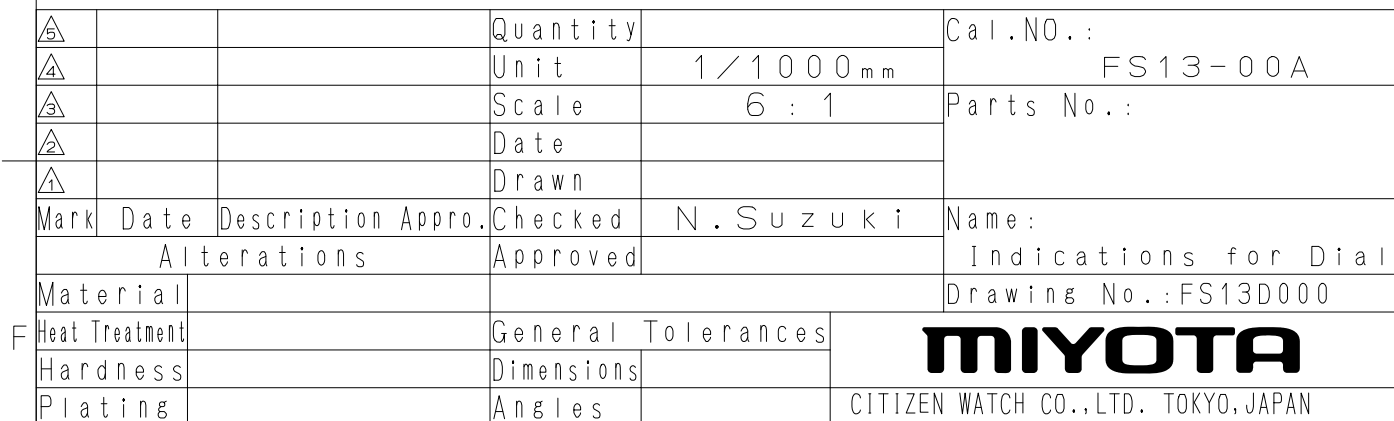 5 Quantity Cal.NO.:
4 Unit 1/1000mm FS13-00A
3 Scale 6:1 Parts No.:
2 Date
1 Drawn
Mark Date Description Appro. Checked N.Suzuki Name:
Alterations Approved Indications for Dial
Material Drawing No.:FS13D000
F Heat Treatment General Tolerances MIYOTA
Hardness Dimensions
Plating Angles CITIZEN WATCH CO.,LTD. TOKYO,JAPAN